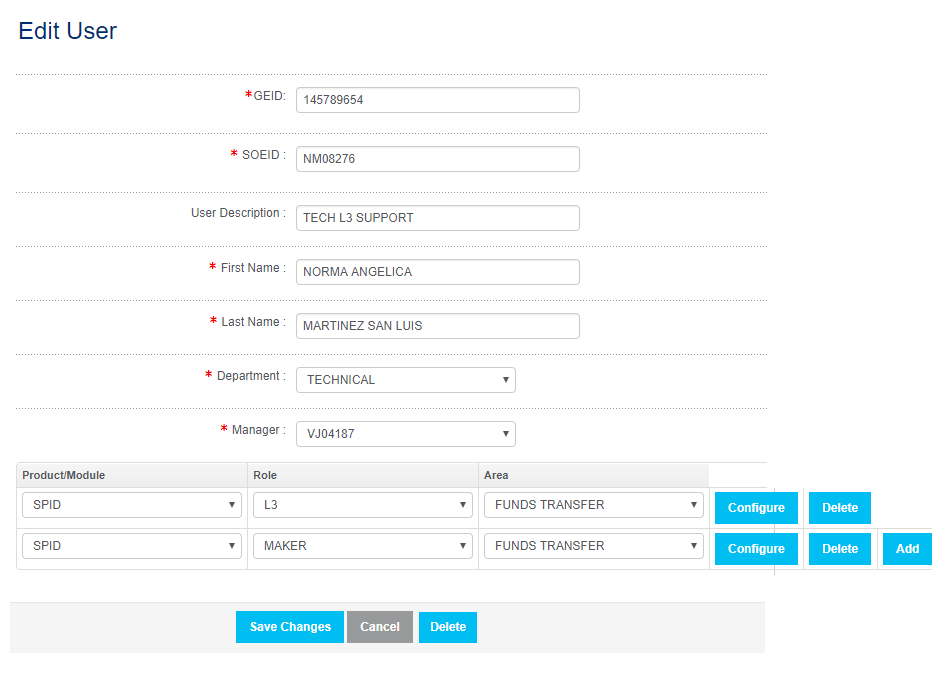 Edit User
*GEID: 145789654
* SOEID : NM08276
User Description : TECH L3 SUPPORT
* First Name : NORMA ANGELICA
* Last Name : MARTINEZ SAN LUIS
* Department : TECHNICAL
* Manager : VJ04187
Product/Module Role Area
SPID L3 FUNDS TRANSFER Configure Delete
SPID MAKER FUNDS TRANSFER Configure Delete Add
Save Changes Cancel Delete